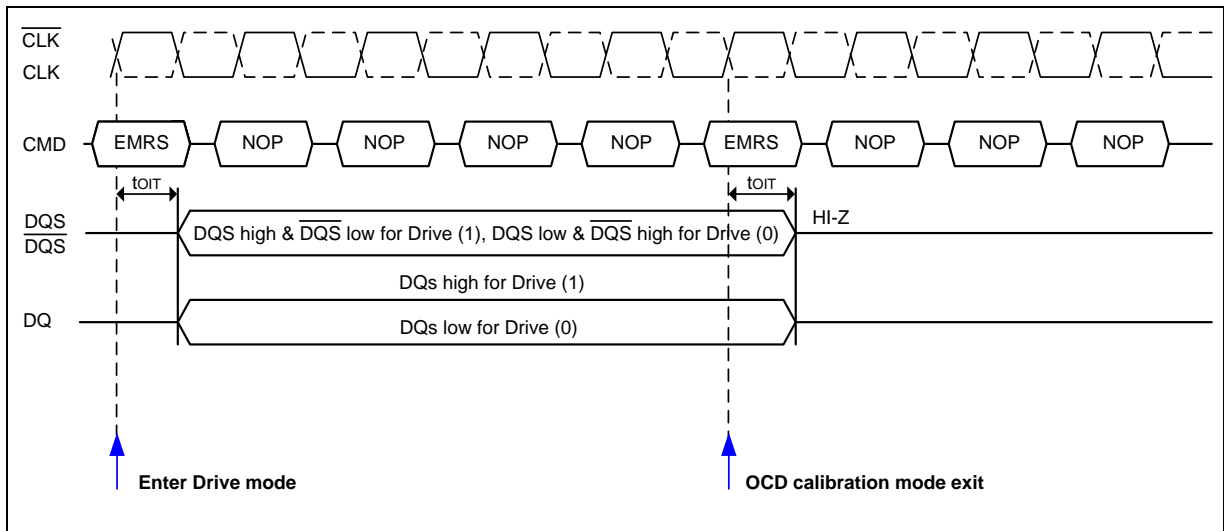 CLK
CLK
CMD EMRS NOP NOP NOP NOP EMRS NOP NOP NOP
tOIT tOIT
DQS
DQS
DQS high & DQS low for Drive (1), DQS low & DQS high for Drive (0)
HI-Z
DQs high for Drive (1)
DQ
DQs low for Drive (0)
Enter Drive mode
OCD calibration mode exit